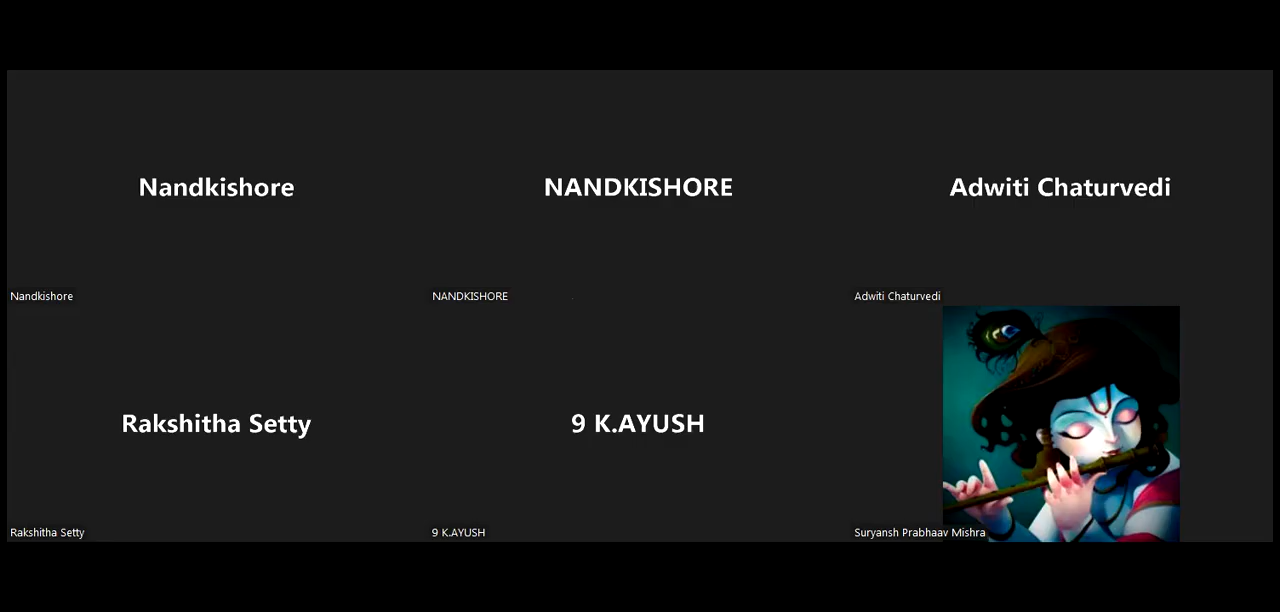 Nandkishore
NANDKISHORE
Adwiti Chaturvedi
Nandkishore
NANDKISHORE
Adwiti Chaturvedi
Rakshitha Setty
9 K.AYUSH
Rakshitha Setty
9 K.AYUSH
Suryansh Prabhaav Mishra